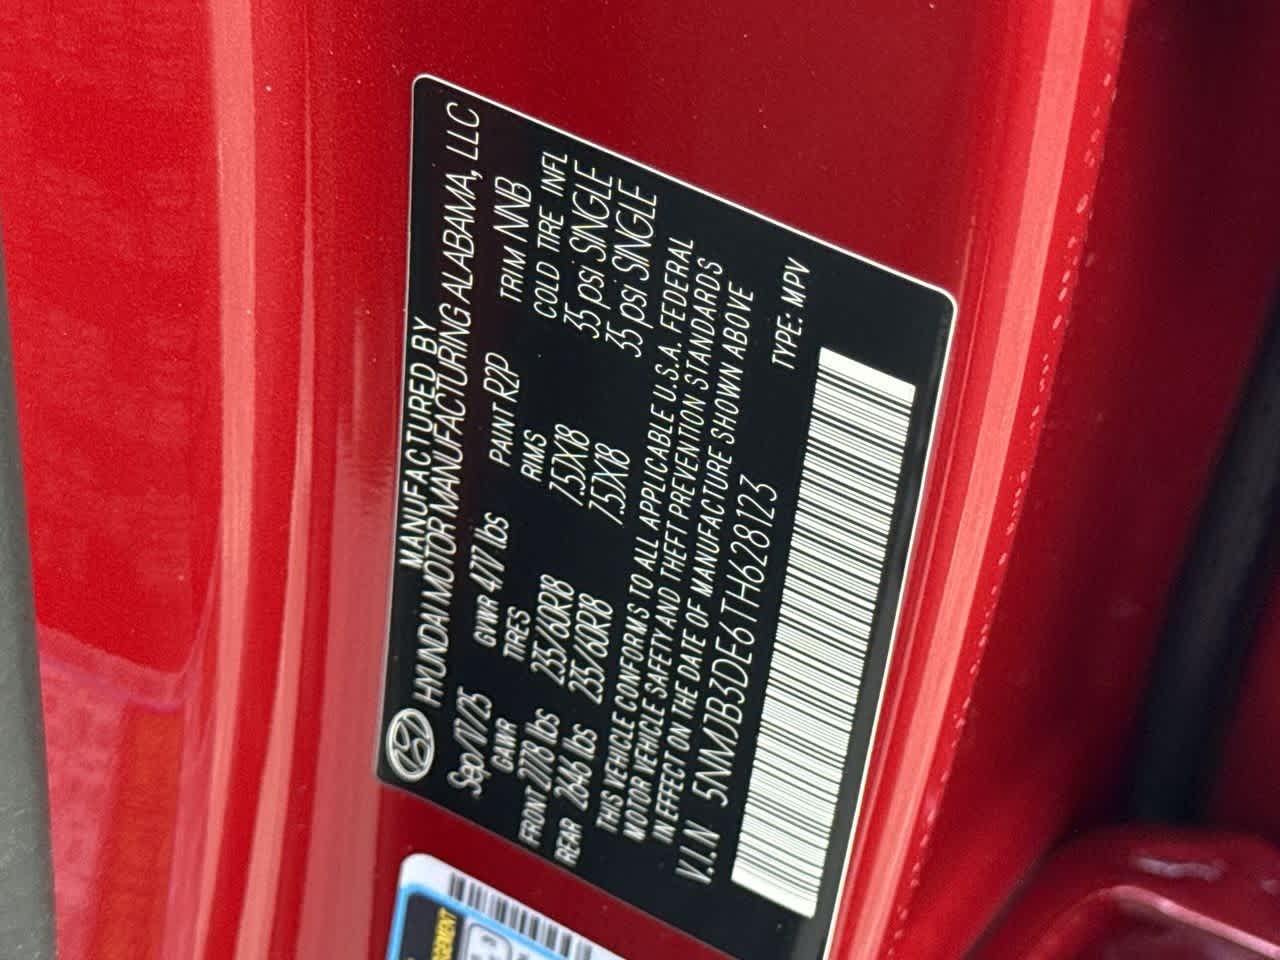 MANUFACTURED BY
HYUNDAI MOTOR MANUFACTURING ALABAMA, LLC
Sep/17/25 GVWR 4717 lbs PAINT R2P TRIM NNB
GAWR TIRES RMS COLD TIRE INFL
FRONT 2778 lbs 235/60R18 7.5JX18 35 psi SINGLE
REAR 2646 lbs 235/60R18 7.5JX18 35 psi SINGLE
THIS VEHICLE CONFORMS TO ALL APPLICABLE U.S.A. FEDERAL
MOTOR VEHICLE SAFETY AND THEFT PREVENTION STANDARDS
IN EFFECT ON THE DATE OF MANUFACTURE SHOWN ABOVE
V.I.N 5NMJB3DE6TH628123 TYPE: MPV